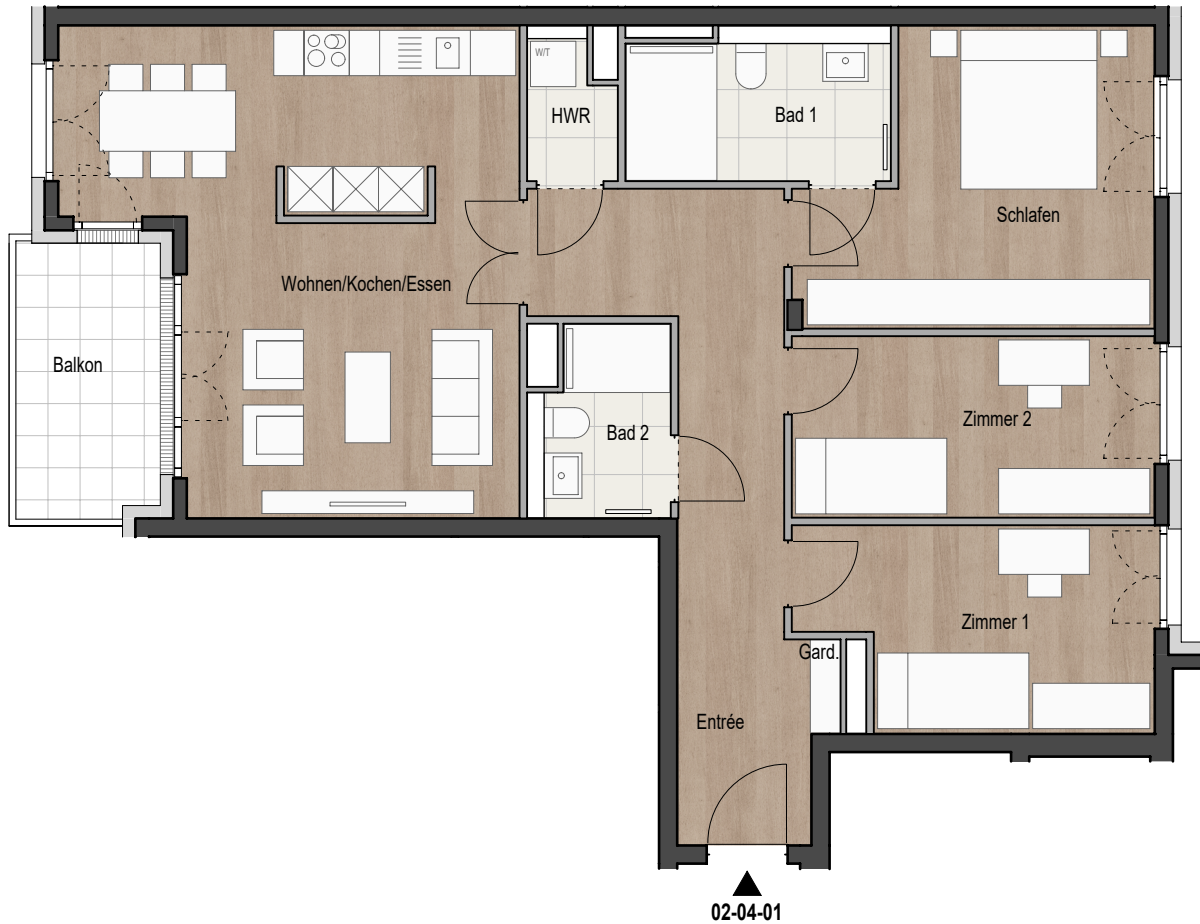 W/T
HWR
Bad 1
Schlafen
Wohnen/Kochen/Essen
Balkon
Bad 2
Zimmer 2
Zimmer 1
Gard.
Entrée
02-04-01